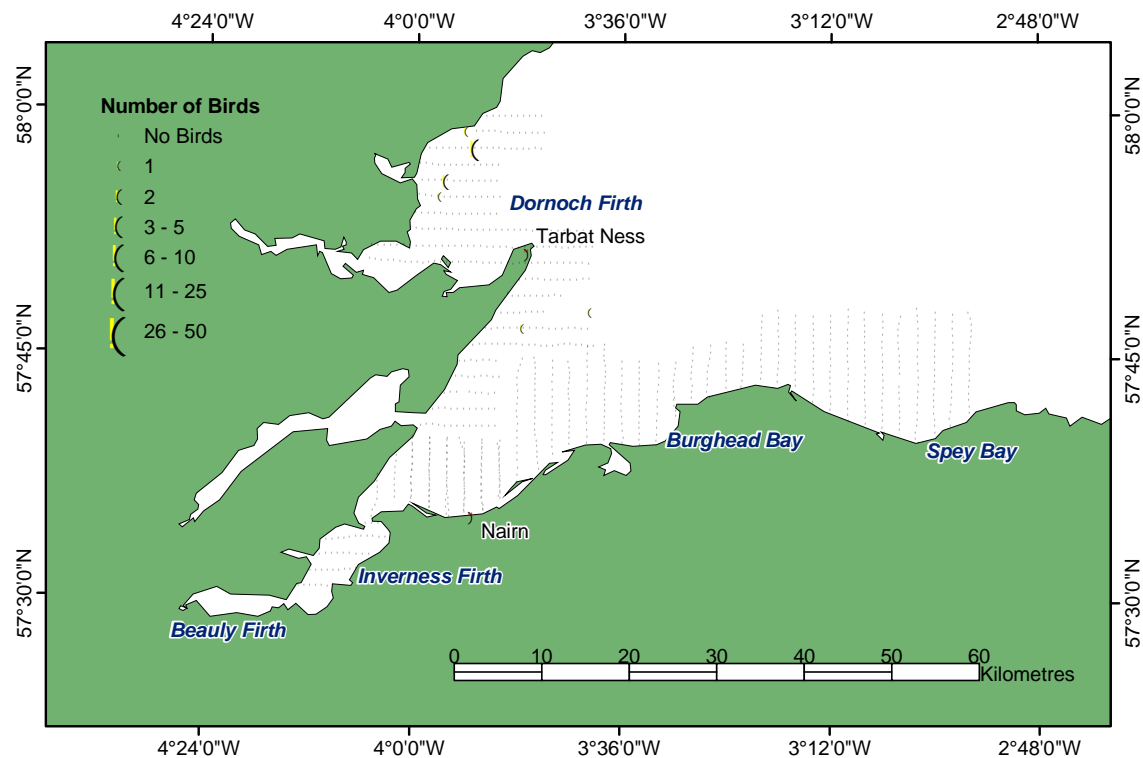 4°24'0"W 4°0'0"W 3°36'0"W 3°12'0"W 2°48'0"W
58°0'0"N
58°0'0"N
Number of Birds
No Birds
1
2
3 - 5
6 - 10
11 - 25
26 - 50
Dornoch Firth
Tarbat Ness
57°45'0"N
57°45'0"N
Burghead Bay
Spey Bay
Nairn
57°30'0"N
57°30'0"N
Inverness Firth
Beauly Firth
0 10 20 30 40 50 60
Kilometres
4°24'0"W 4°0'0"W 3°36'0"W 3°12'0"W 2°48'0"W